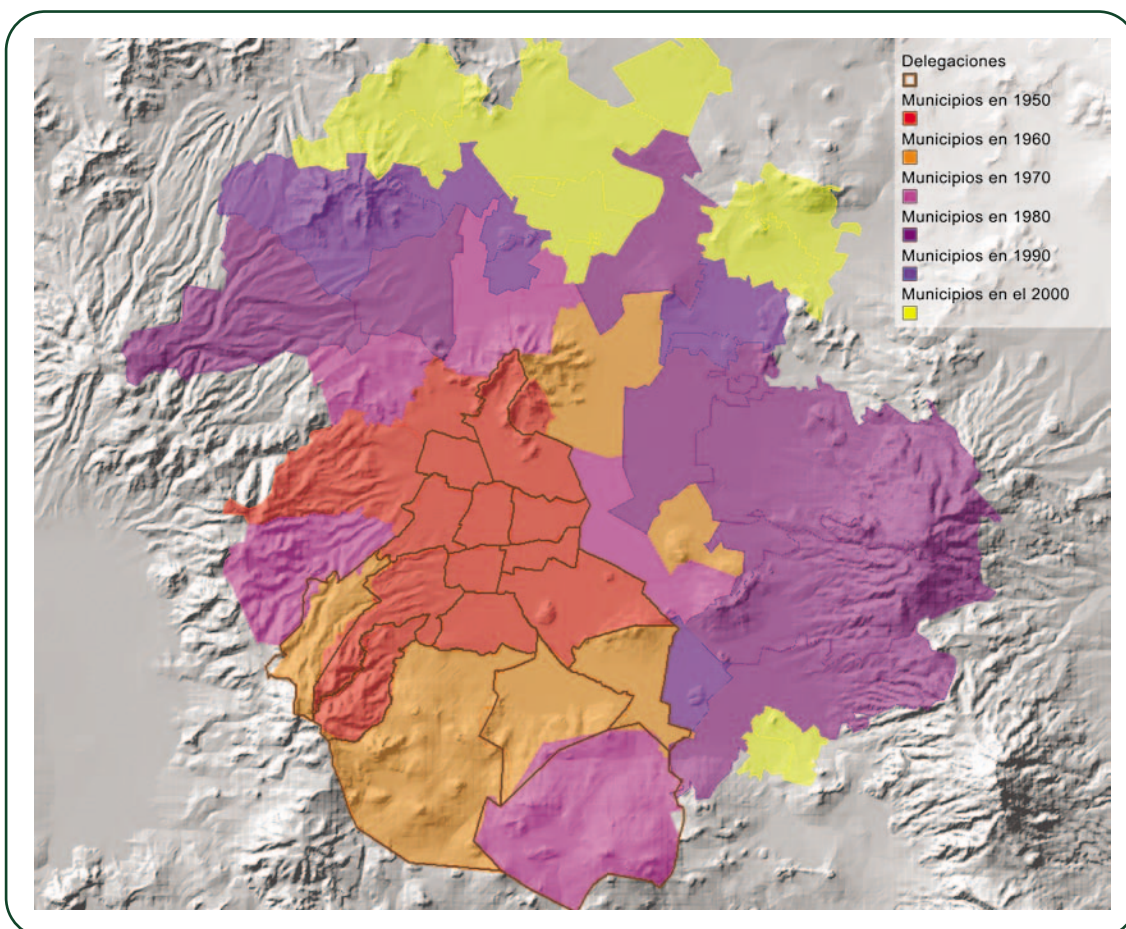 Delegaciones
Municipios en 1950
Municipios en 1960
Municipios en 1970
Municipios en 1980
Municipios en 1990
Municipios en el 2000